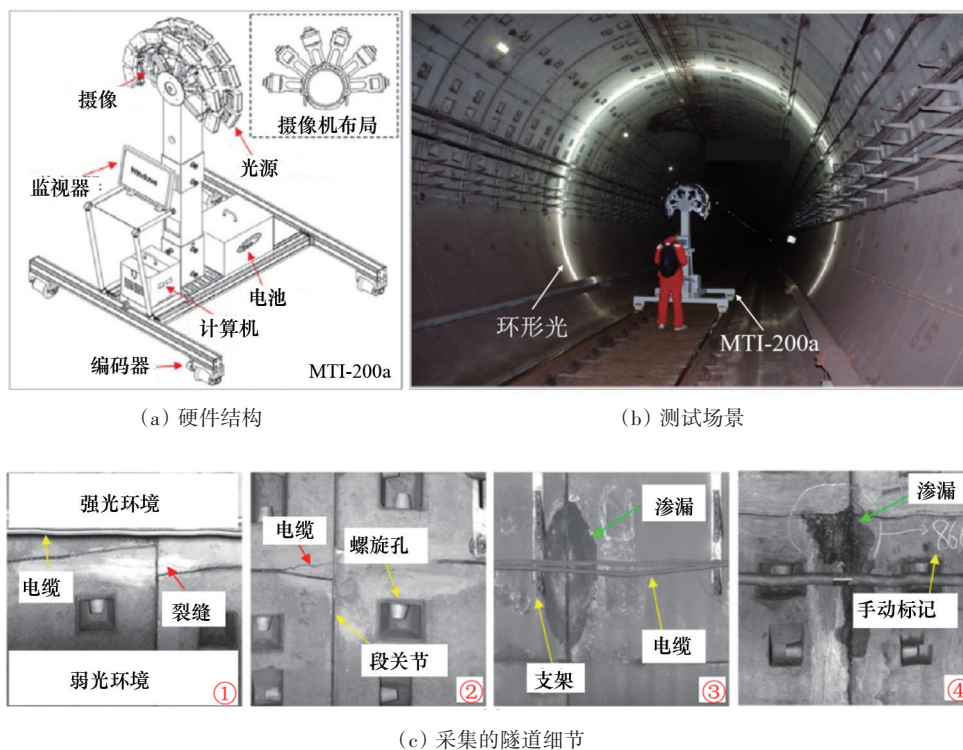 摄像
摄像机布局
光源
监视器
Windows
电池
计算机
编码器
MTI-200a
(a) 硬件结构
环形光
MTI-200a
(b) 测试场景
强光环境
电缆
裂缝
弱光环境
①
电缆
螺旋孔
段关节
②
渗漏
电缆
支架
③
渗漏
手动标记
④
(c) 采集的隧道细节